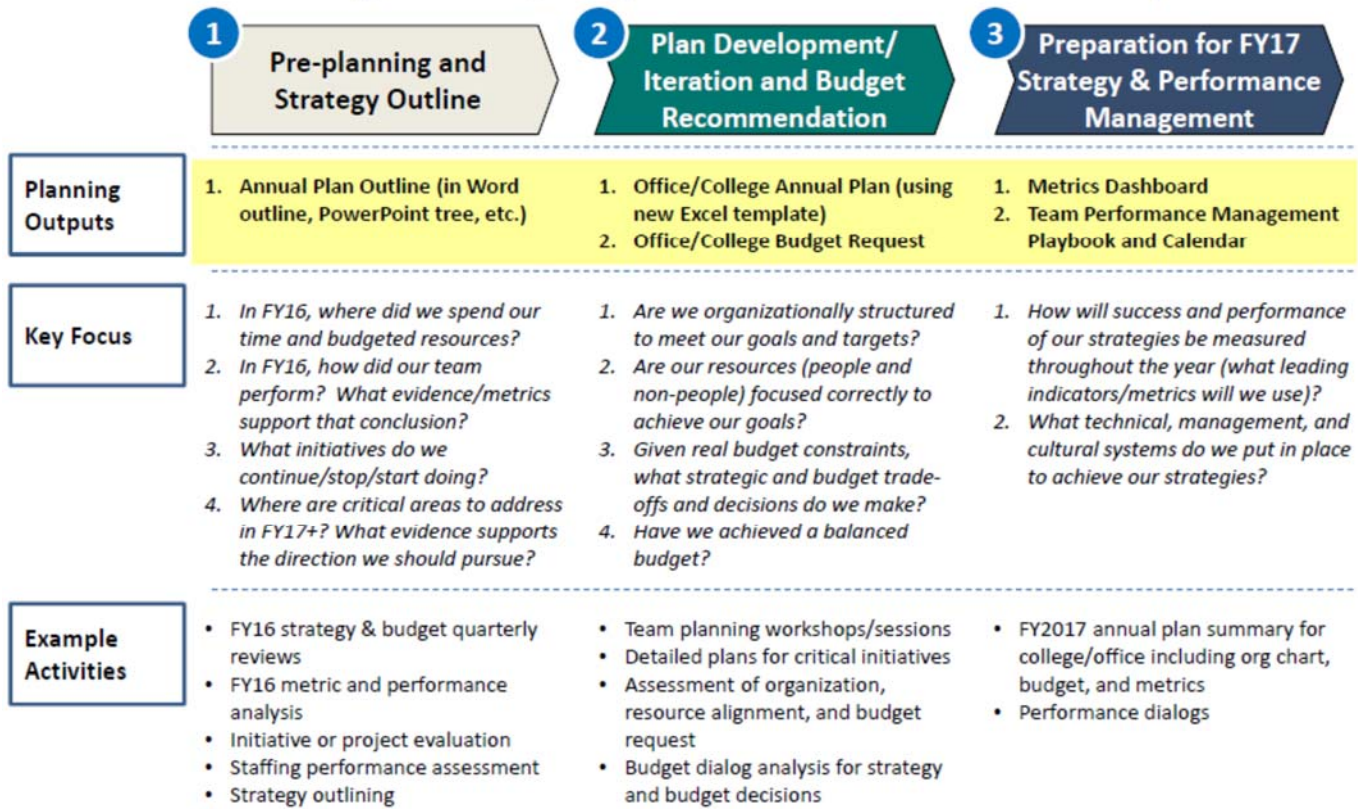 1
Pre-planning and
Strategy Outline
2
Plan Development/
Iteration and Budget
Recommendation
3
Preparation for FY17
Strategy & Performance
Management
Planning
Outputs
1. Annual Plan Outline (in Word
outline, PowerPoint tree, etc.)
1. Office/College Annual Plan (using
new Excel template)
2. Office/College Budget Request
1. Metrics Dashboard
2. Team Performance Management
Playbook and Calendar
Key Focus
1. In FY16, where did we spend our
time and budgeted resources?
2. In FY16, how did our team
perform? What evidence/metrics
support that conclusion?
3. What initiatives do we
continue/stop/start doing?
4. Where are critical areas to address
in FY17+? What evidence supports
the direction we should pursue?
1. Are we organizationally structured
to meet our goals and targets?
2. Are our resources (people and
non-people) focused correctly to
achieve our goals?
3. Given real budget constraints,
what strategic and budget trade-
offs and decisions do we make?
4. Have we achieved a balanced
budget?
1. How will success and performance
of our strategies be measured
throughout the year (what leading
indicators/metrics will we use)?
2. What technical, management, and
cultural systems do we put in place
to achieve our strategies?
Example
Activities
• FY16 strategy & budget quarterly
reviews
• FY16 metric and performance
analysis
• Initiative or project evaluation
• Staffing performance assessment
• Strategy outlining
• Team planning workshops/sessions
• Detailed plans for critical initiatives
• Assessment of organization,
resource alignment, and budget
request
• Budget dialog analysis for strategy
and budget decisions
• FY2017 annual plan summary for
college/office including org chart,
budget, and metrics
• Performance dialogs